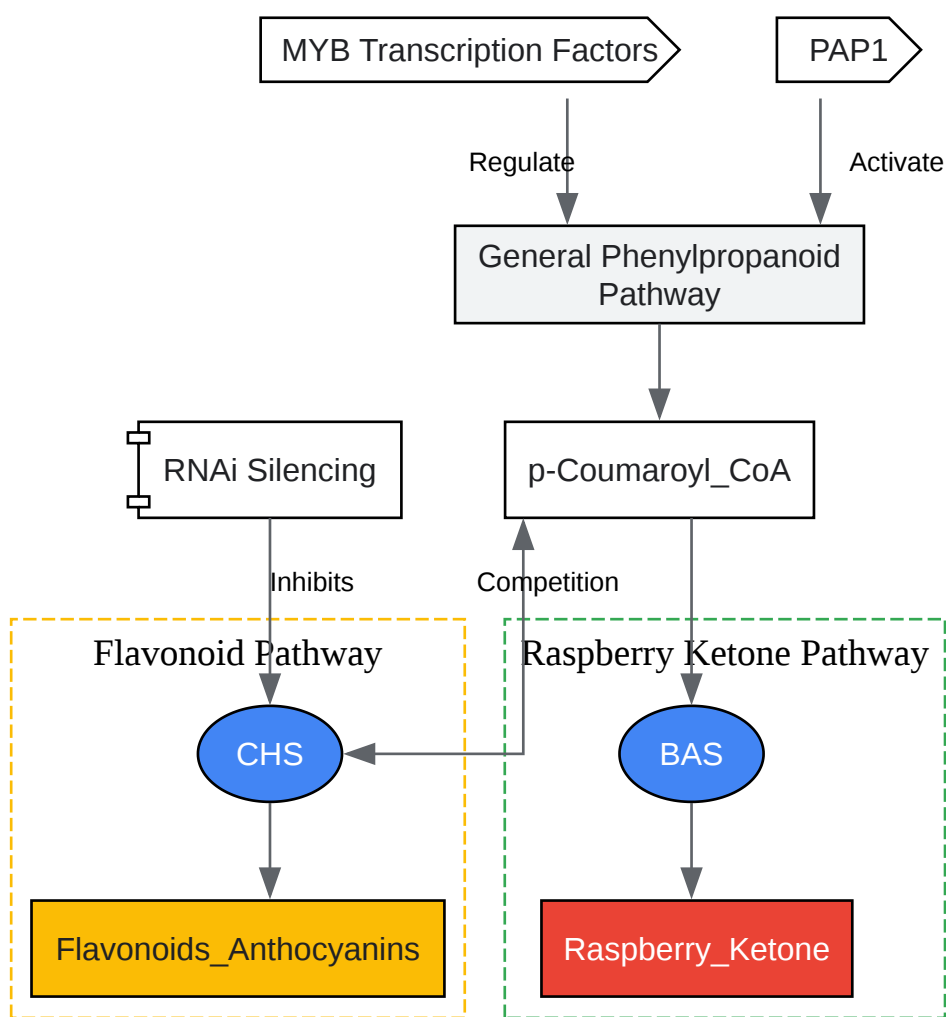 MYB Transcription Factors
PAP1
Regulate
Activate
General Phenylpropanoid
Pathway
RNAi Silencing
p-Coumaroyl_CoA
Inhibits
Competition
Flavonoid Pathway
Raspberry Ketone Pathway
CHS
BAS
Flavonoids_Anthocyanins
Raspberry_Ketone